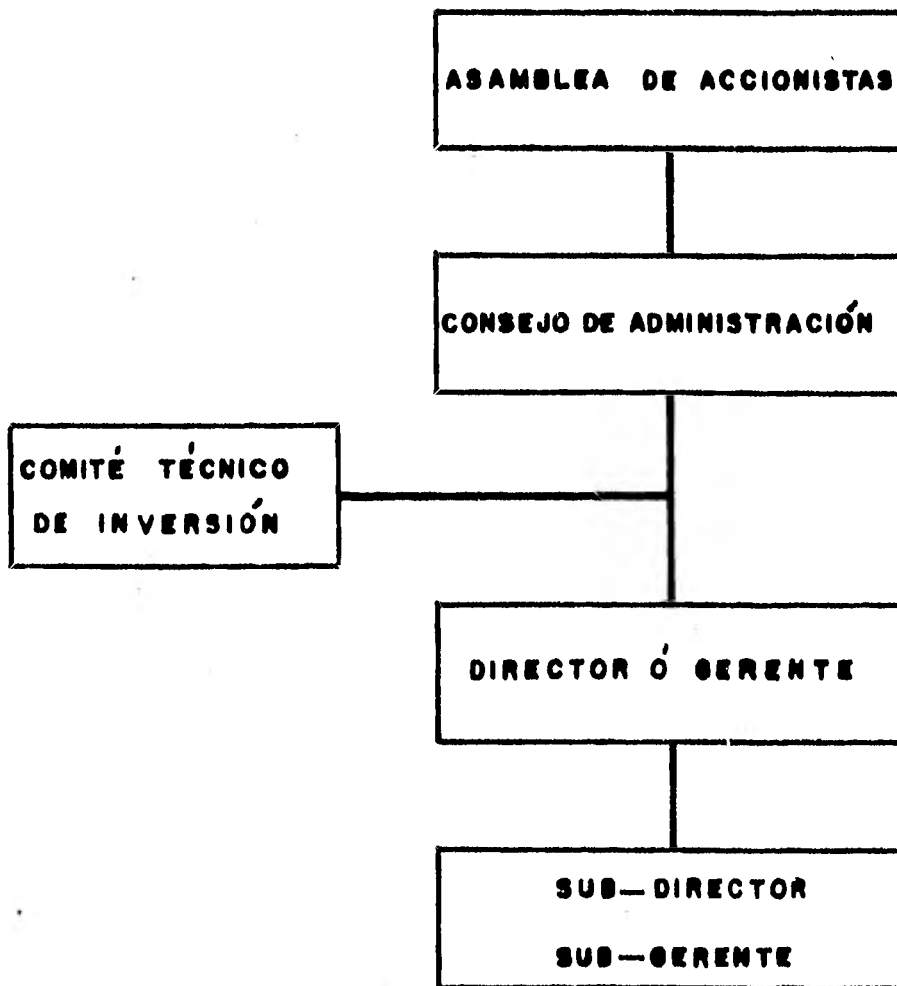 ASAMBLEA DE ACCIONISTAS
CONSEJO DE ADMINISTRACIÓN
COMITÉ TÉCNICO
DE INVERSIÓN
DIRECTOR Ó GERENTE
SUB—DIRECTOR
SUB—GERENTE